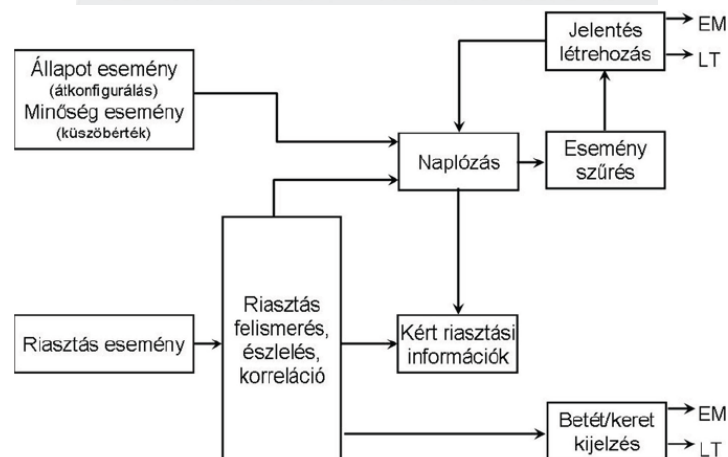 Állapot esemény
(átkonfigurálás)
Minőség esemény
(küszöbérték)
Jelentés
létrehozás
EM
LT
Naplózás
Esemény
szűrés
Riasztás esemény
Riasztás
felismerés,
észlelés,
korreláció
Kért riasztási
információk
Betét/keret
kijelzés
EM
LT